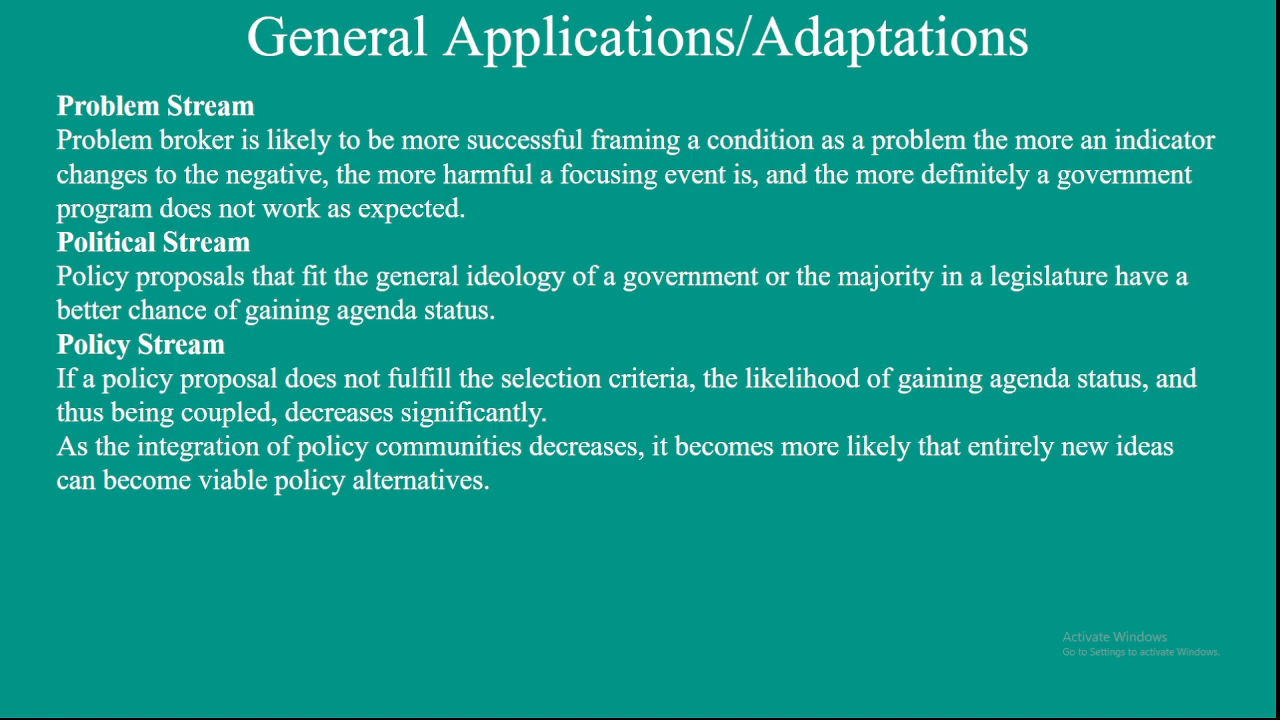 General Applications/Adaptations
Problem Stream
Problem broker is likely to be more successful framing a condition as a problem the more an indicator
changes to the negative, the more harmful a focusing event is, and the more definitely a government
program does not work as expected.
Political Stream
Policy proposals that fit the general ideology of a government or the majority in a legislature have a
better chance of gaining agenda status.
Policy Stream
If a policy proposal does not fulfill the selection criteria, the likelihood of gaining agenda status, and
thus being coupled, decreases significantly.
As the integration of policy communities decreases, it becomes more likely that entirely new ideas
can become viable policy alternatives.
Activate Windows
Go to Settings to activate Windows.